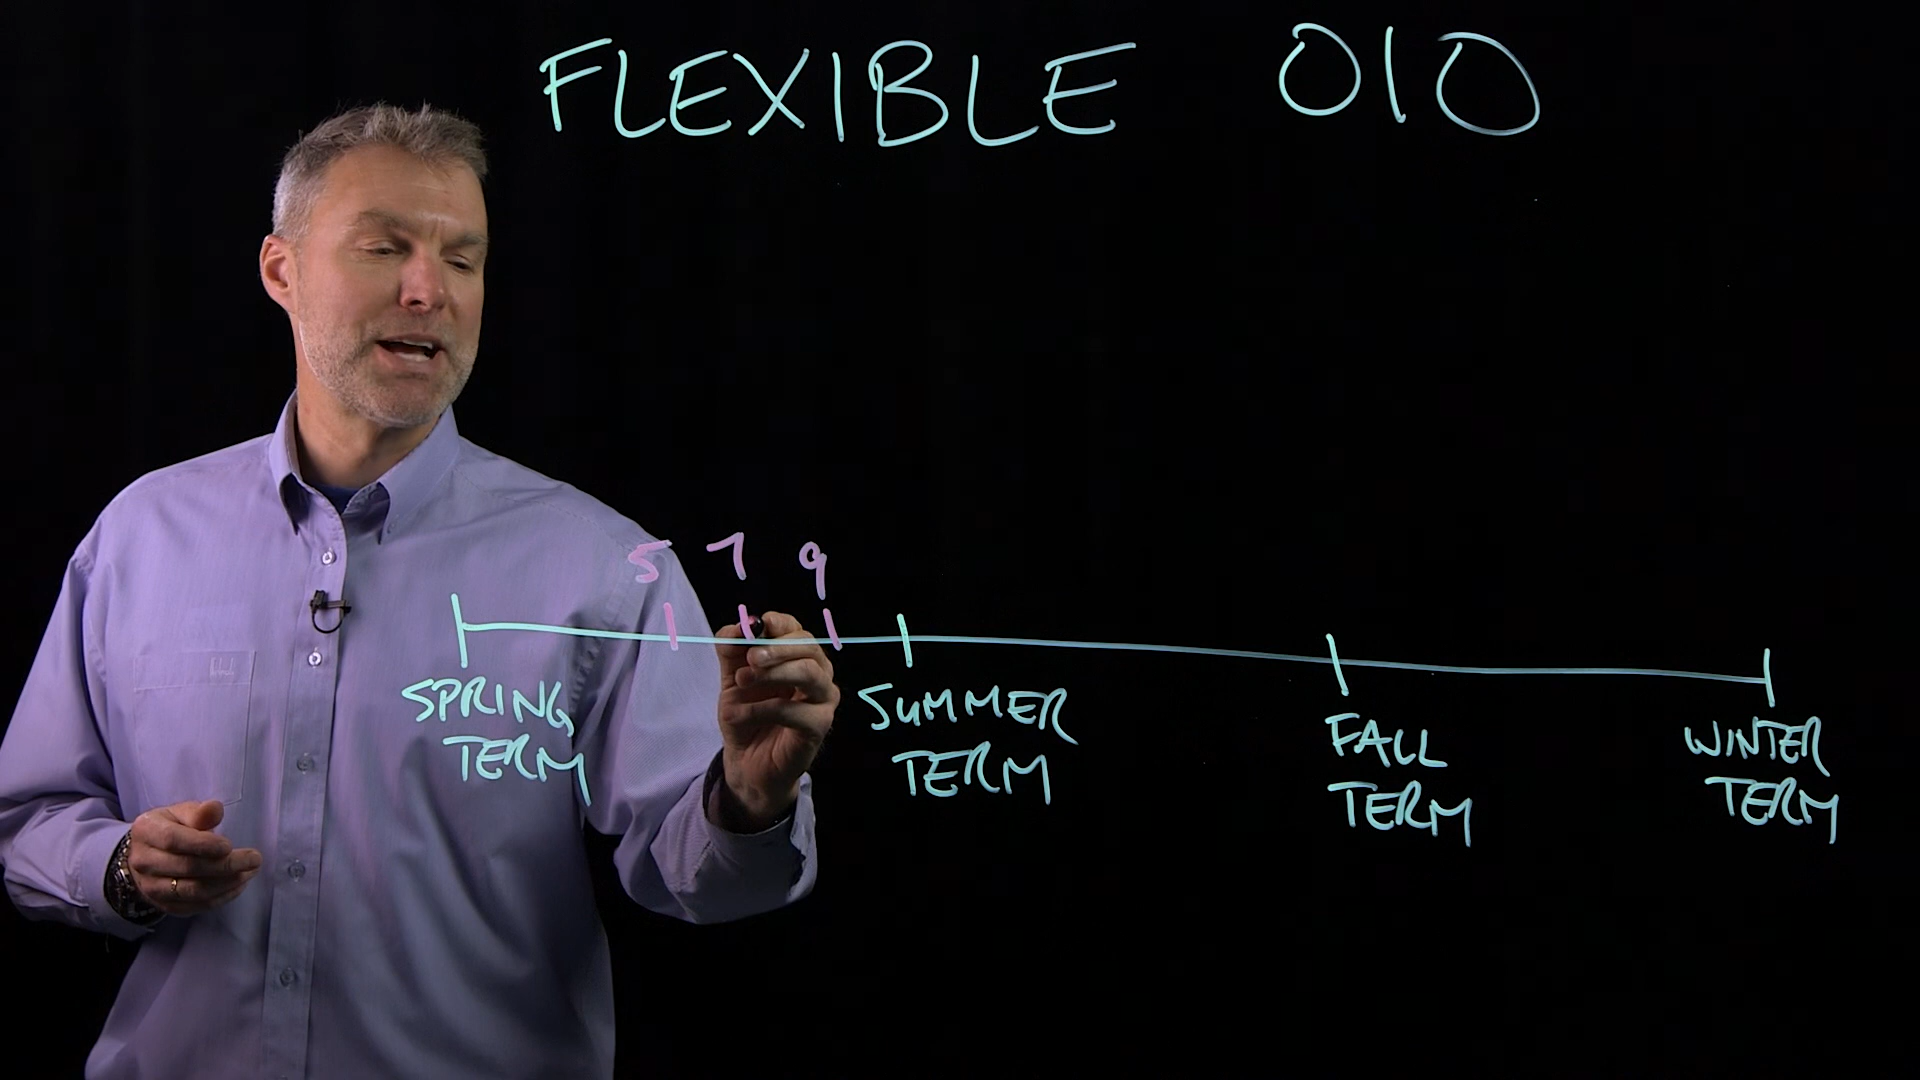 FLEXIBLE 010
5 7 9
SPRING TERM
SUMMER TERM
FALL TERM
WINTER TERM